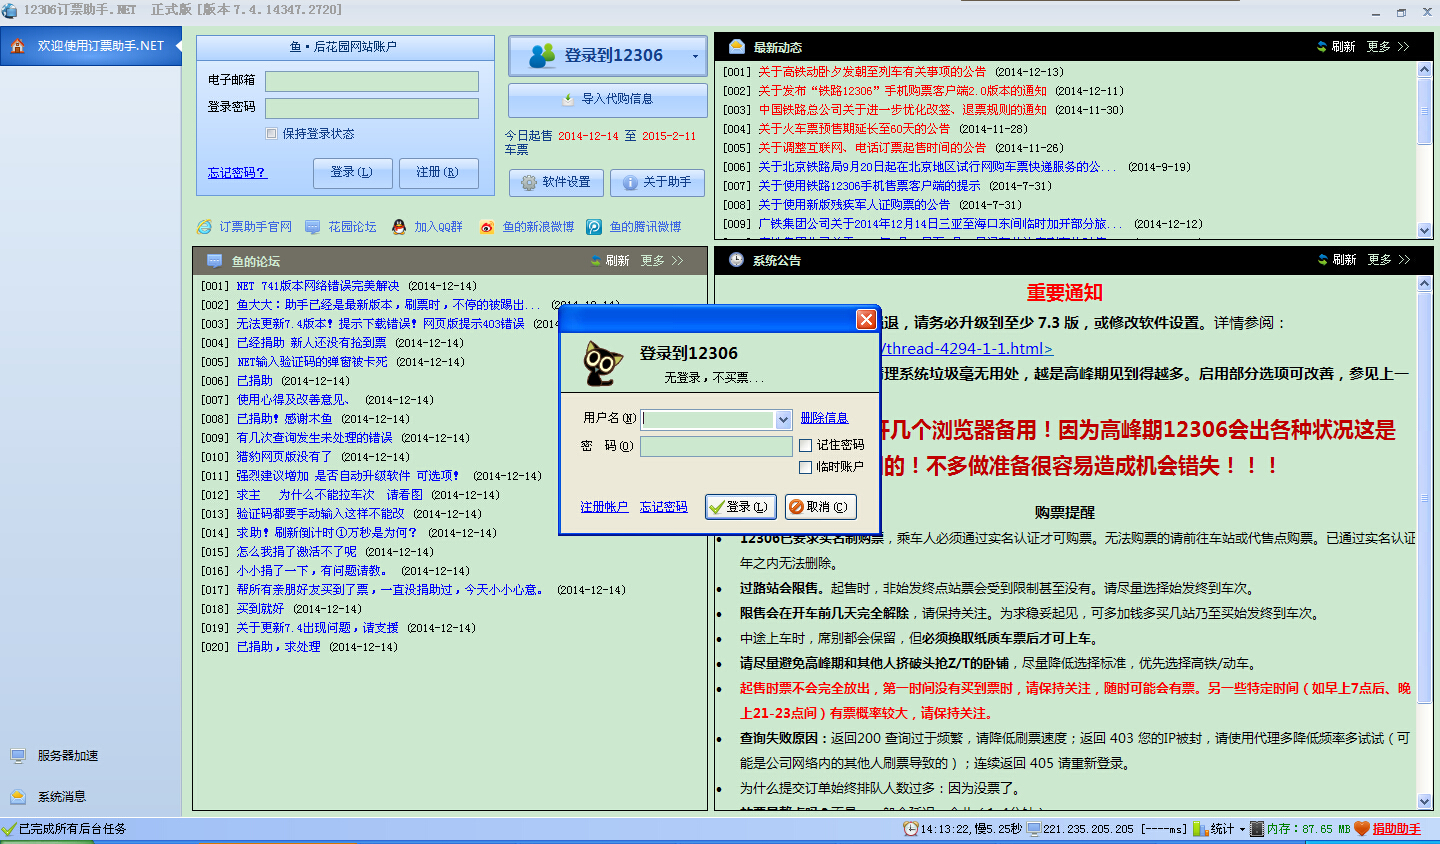 12306订票助手.NET 正式版 [版本 7.4.14347.2720]
欢迎使用订票助手.NET
鱼·后花园网站账户
电子邮箱
登录密码
保持登录状态
忘记密码?
登录(L)
注册(R)
登录到12306
导入代购信息
今日起售 2014-12-14 至 2015-2-11
车票
软件设置
关于助手
订票助手官网
花园论坛
加入QQ群
鱼的新浪微博
鱼的腾讯微博
最新动态
刷新 更多 >>
[001] 关于高铁动卧夕发朝至列车有关事项的公告 (2014-12-13)
[002] 关于发布“铁路12306”手机购票客户端2.0版本的通知 (2014-12-11)
[003] 中国铁路总公司关于进一步优化改签、退票规则的通知 (2014-11-30)
[004] 关于火车票预售期延长至60天的公告 (2014-11-28)
[005] 关于调整互联网、电话订票起售时间的公告 (2014-11-26)
[006] 关于北京铁路局9月20日起在北京地区试行网购车票快递服务的公... (2014-9-19)
[007] 关于使用铁路12306手机售票客户端的提示 (2014-7-31)
[008] 关于使用新版残疾军人证购票的公告 (2014-7-31)
[009] 广铁集团公司关于2014年12月14日三亚至海口东间临时加开部分旅... (2014-12-12)
鱼的论坛
刷新 更多 >>
[001] NET 741版本网络错误完美解决 (2014-12-14)
[002] 鱼大大：助手已经是最新版本，刷票时，不停的被踢出... (2014-12-14)
[003] 无法更新7.4版本！提示下载错误！网页版提示403错误 (2014
[004] 已经捐助 新人还没有抢到票 (2014-12-14)
[005] NET输入验证码的弹窗被卡死 (2014-12-14)
[006] 已捐助 (2014-12-14)
[007] 使用心得及改善意见、 (2014-12-14)
[008] 已捐助！感谢木鱼 (2014-12-14)
[009] 有几次查询发生未处理的错误 (2014-12-14)
[010] 猎豹网页版没有了 (2014-12-14)
[011] 强烈建议增加 是否自动升级软件 可选项！ (2014-12-14)
[012] 求主 为什么不能拉车次 请看图 (2014-12-14)
[013] 验证码都要手动输入这样不能改 (2014-12-14)
[014] 求助！刷新倒计时①万秒是为何？ (2014-12-14)
[015] 怎么我捐了激活不了呢 (2014-12-14)
[016] 小小捐了一下，有问题请教。 (2014-12-14)
[017] 帮所有亲朋好友买到了票，一直没捐助过，今天小小心意。 (2014-12-14)
[018] 买到就好 (2014-12-14)
[019] 关于更新7.4出现问题，请支援 (2014-12-14)
[020] 已捐助，求处理 (2014-12-14)
登录到12306
无登录，不买票...
用户名(N)
删除信息
密 码(O)
记住密码
临时账户
注册帐户
忘记密码
登录(L)
取消(C)
系统公告
刷新 更多 >>
重要通知
退，请务必升级到至少 7.3 版，或修改软件设置。详情参阅：
/thread-4294-1-1.html>
理系统垃圾毫无用处，越是高峰期见到得越多。启用部分选项可改善，参见上一
开几个浏览器备用！因为高峰期12306会出各种状况这是
的！不多做准备很容易造成机会错失！！！
购票提醒
12306已要求实名制购票，乘车人必须通过实名认证才可购票。无法购票的请前往车站或代售点购票。已通过实名认证
年之内无法删除。
过路站会限售。起售时，非始发终点站票会受到限制甚至没有。请尽量选择始发终到车次。
限售会在开车前几天完全解除，请保持关注。为求稳妥起见，可多加钱多买几站乃至买始发终到车次。
中途上车时，席别都会保留，但必须换取纸质车票后才可上车。
请尽量避免高峰期和其他人挤破头抢Z/T的卧铺，尽量降低选择标准，优先选择高铁/动车。
起售时票不会完全放出，第一时间没有买到票时，请保持关注，随时可能会有票。另一些特定时间（如早上7点后、晚
上21-23点间）有票概率较大，请保持关注。
查询失败原因：返回200 查询过于频繁，请降低刷票速度；返回 403 您的IP被封，请使用代理多降低频率多试试（可
能是公司网络内的其他人刷票导致的）；连续返回 405 请重新登录。
为什么提交订单始终排队人数过多：因为没票了。
服务器加速
系统消息
已完成所有后台任务
14:13:22,慢5.25秒
221.235.205.205 [----ms]
统计
内存：87.65 MB
捐助助手